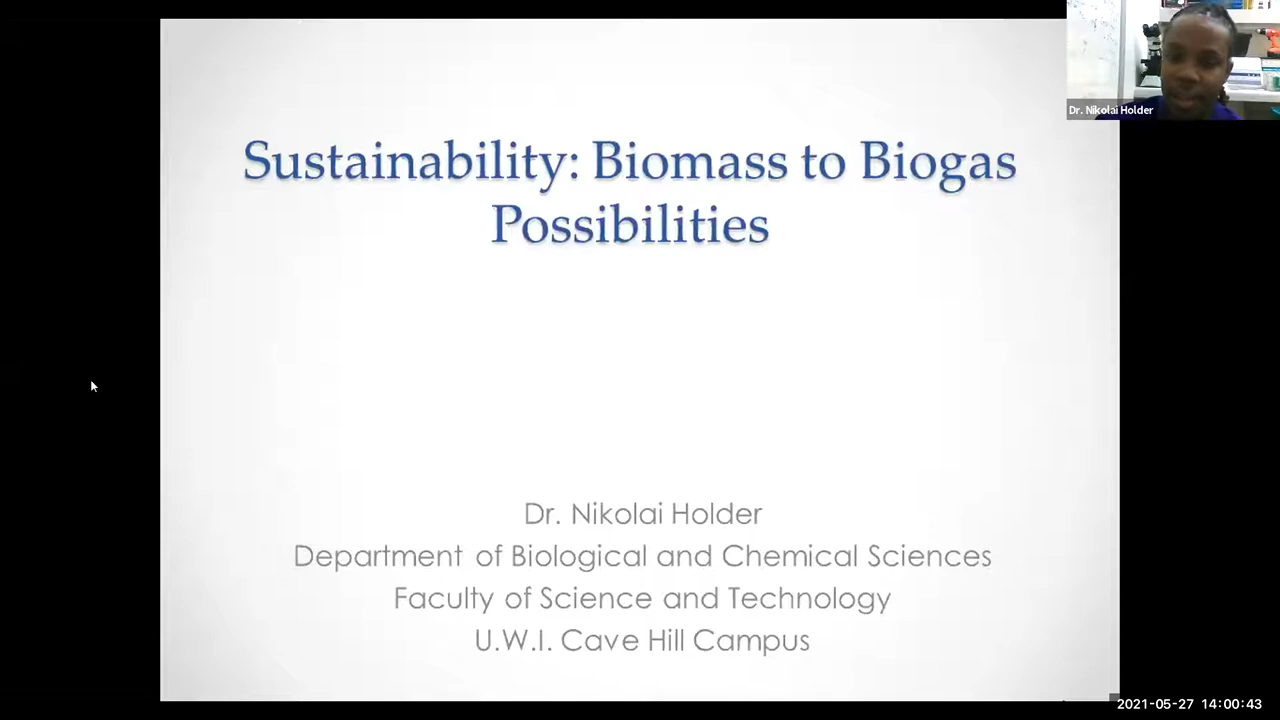 Dr. Nikolai Holder
Sustainability: Biomass to Biogas
Possibilities
Dr. Nikolai Holder
Department of Biological and Chemical Sciences
Faculty of Science and Technology
U.W.I. Cave Hill Campus
2021-05-27 14:00:43